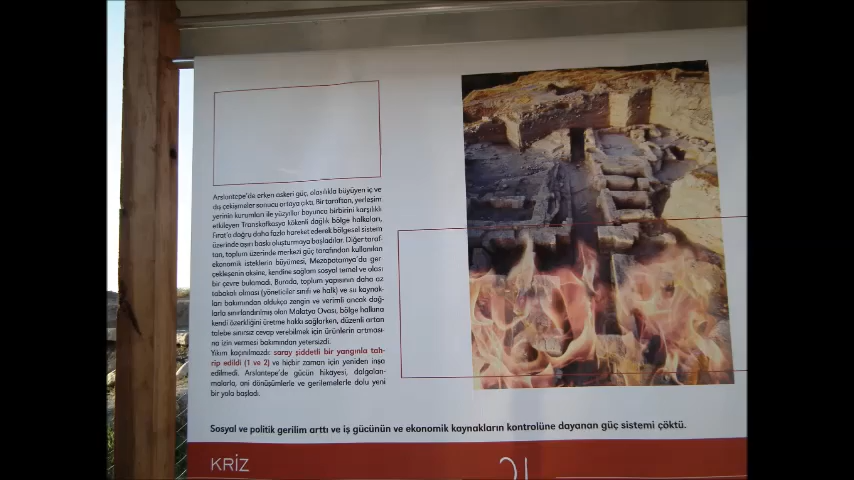 Arslantepe'de erken askeri güç, olasılıkla büyüyen iç ve
dış çekişmeler sonucu ortaya çıktı. Bir taraftan, yerleşim
yerinin kurumları ile yüzyıllar boyunca birbirini karşılıklı
etkileyen Transkafkasya kökenli dağlık bölge halkaları,
Fırat'a doğru daha fazla hareket ederek bölgesel sistem
üzerinde aşırı baskı oluşturmaya başladılar. Diğer taraf-
tan, toplum üzerinde merkezi güç tarafından kullanılan
ekonomik isteklerin büyümesi, Mezopotamya'da ger-
çekleşenin aksine, kendine sağlam sosyal temel ve olası
bir çevre bulamadı. Burada, toplum yapısının daha az
tabakalı olması (yöneticiler sınıfı ve halk) ve su kaynak-
ları bakımından oldukça zengin ve verimli ancak dağ-
larla sınırlandırılmış olan Malatya Ovası, bölge halkına
kendi özerkliğini üretme hakkı sağlarken, düzenli artan
talebe sınırsız cevap verebilmek için ürünlerin artması-
na izin vermesi bakımından yetersizdi.
Yıkım kaçınılmazdı: saray şiddetli bir yangınla tah-
rip edildi (1 ve 2) ve hiçbir zaman için yeniden inşa
edilmedi. Arslantepe'de gücün hikayesi, dalgalan-
malarla, ani dönüşümlerle ve gerilemelerle dolu yeni
bir yola başladı.
Sosyal ve politik gerilim arttı ve iş gücünün ve ekonomik kaynakların kontrolüne dayanan güç sistemi çöktü.
KRİZ